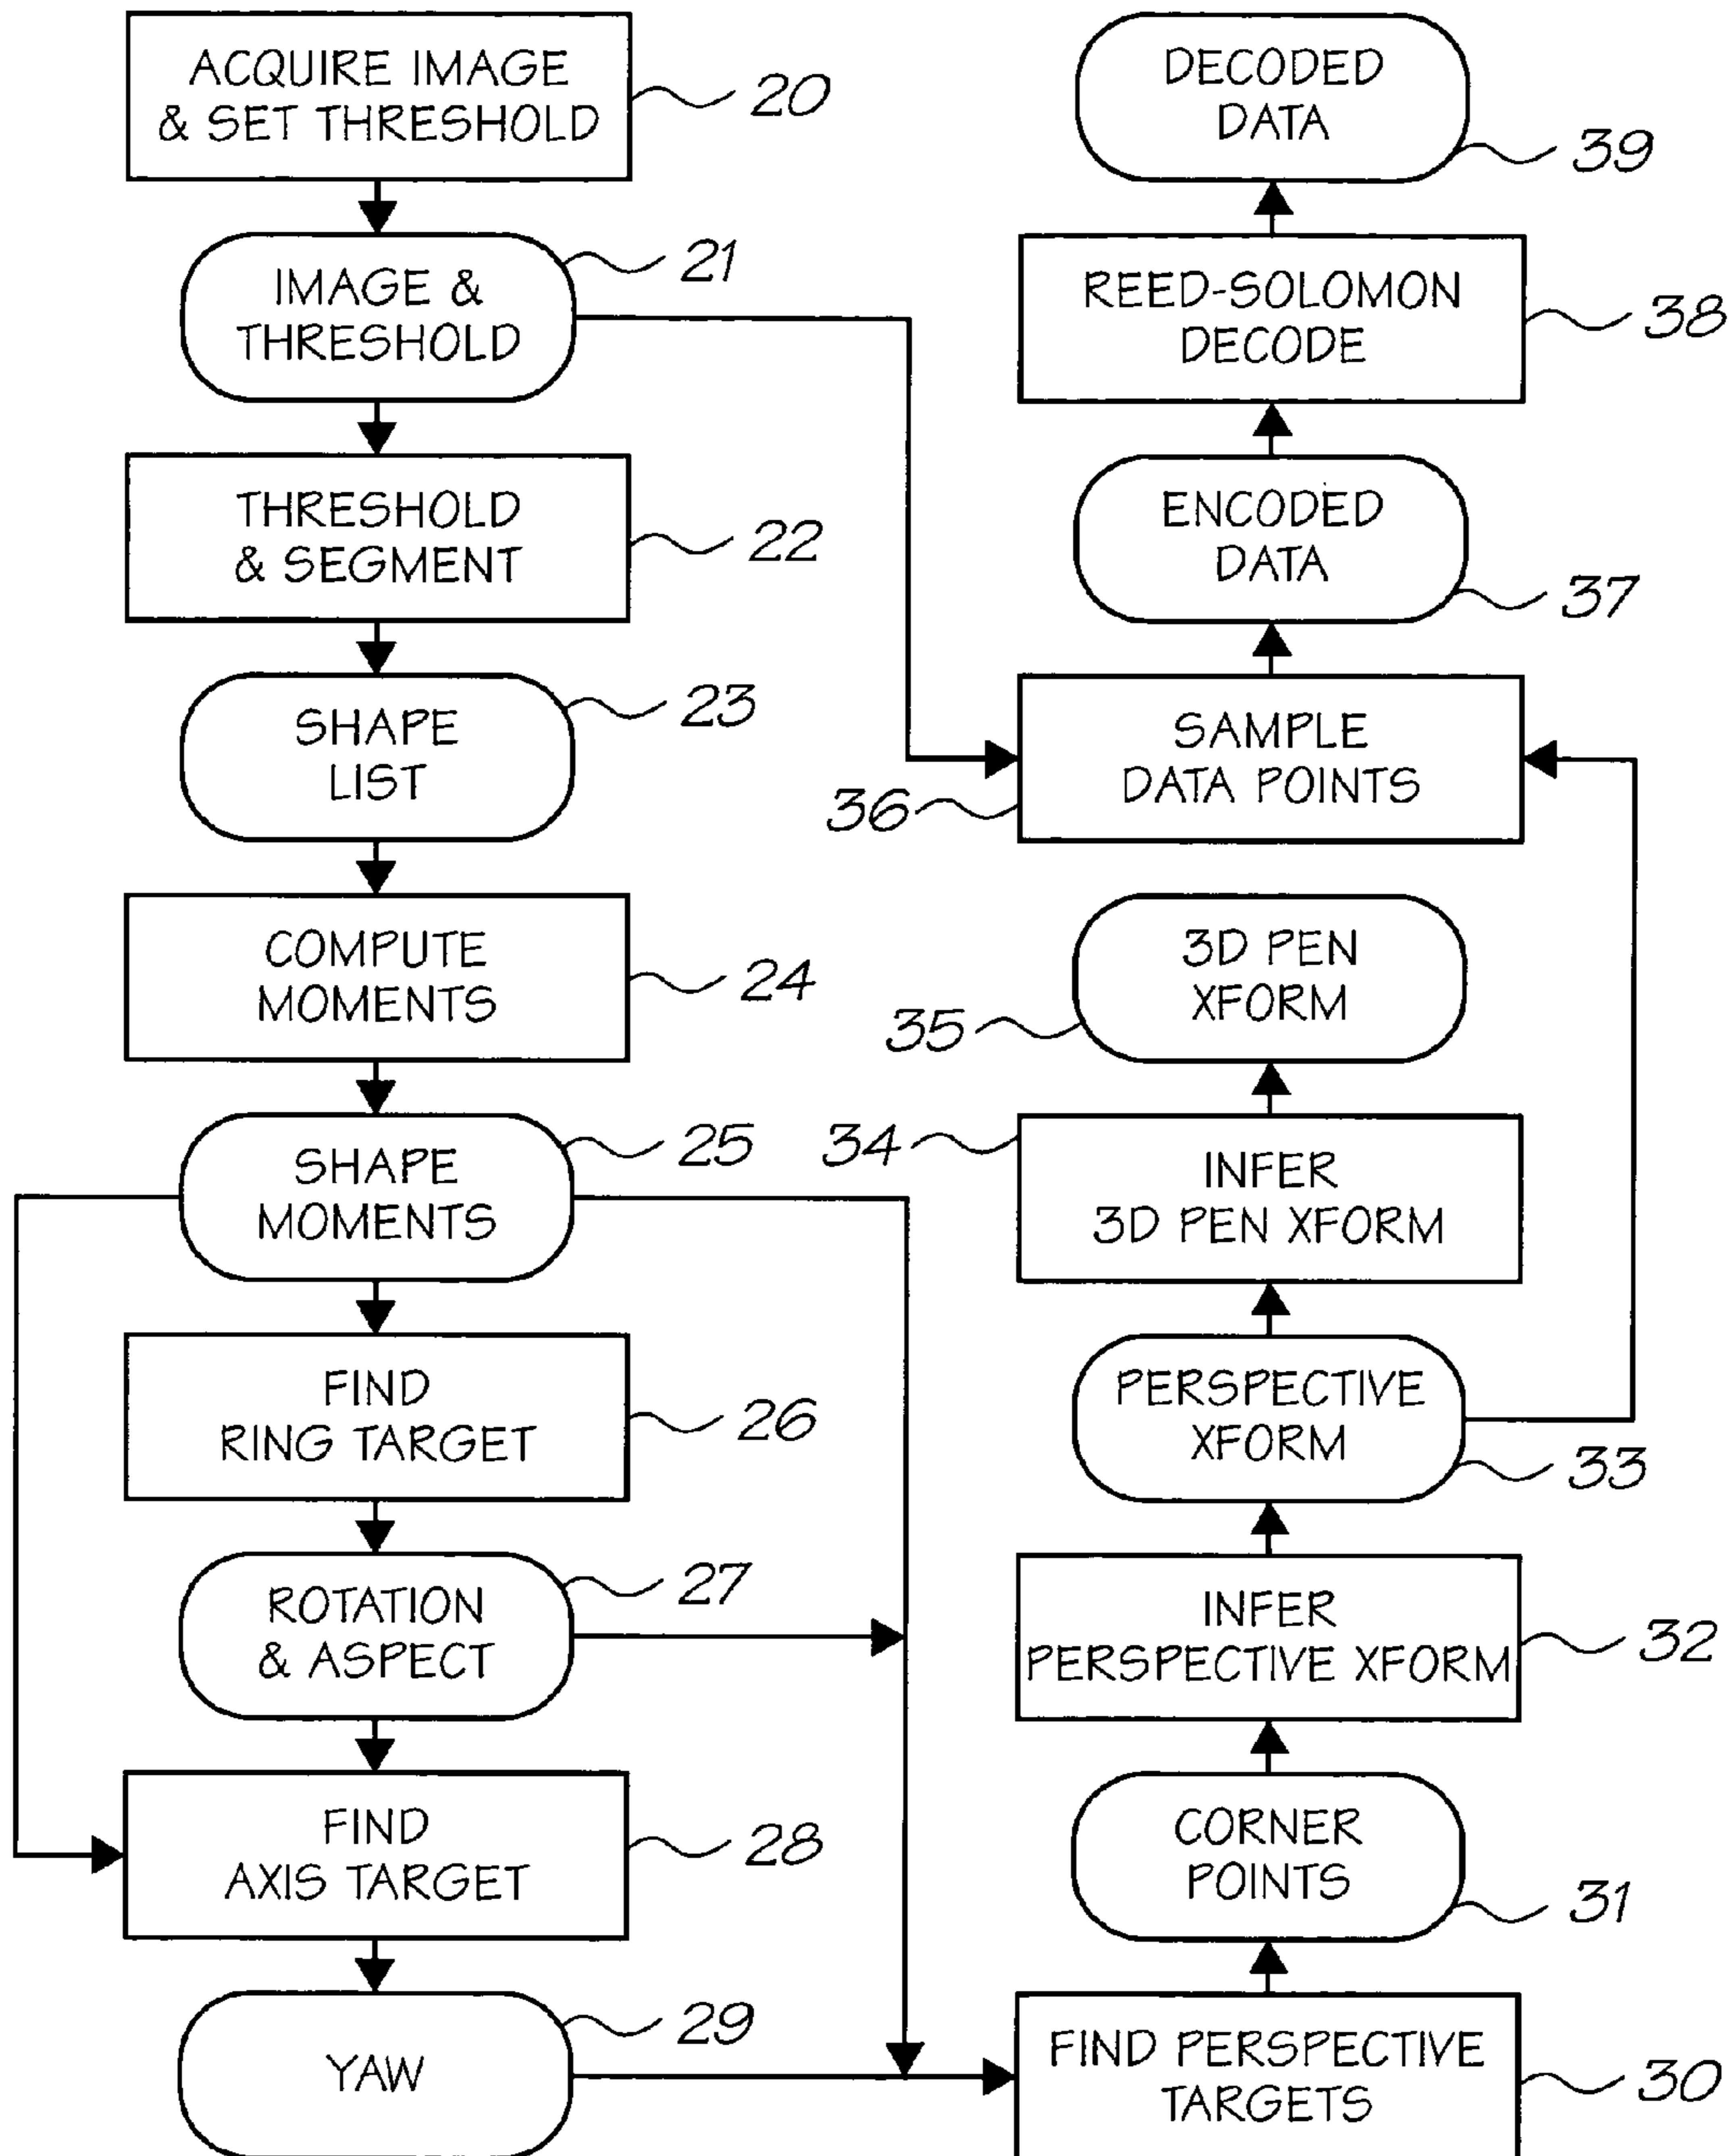 ACQUIRE IMAGE
& SET THRESHOLD
20
IMAGE &
THRESHOLD
21
THRESHOLD
& SEGMENT
22
SHAPE
LIST
23
COMPUTE
MOMENTS
24
SHAPE
MOMENTS
25
FIND
RING TARGET
26
ROTATION
& ASPECT
27
FIND
AXIS TARGET
28
YAW
29
FIND PERSPECTIVE
TARGETS
30
CORNER
POINTS
31
INFER
PERSPECTIVE XFORM
32
PERSPECTIVE
XFORM
33
INFER
3D PEN XFORM
34
3D PEN
XFORM
35
SAMPLE
DATA POINTS
36
ENCODED
DATA
37
REED-SOLOMON
DECODE
38
DECODED
DATA
39